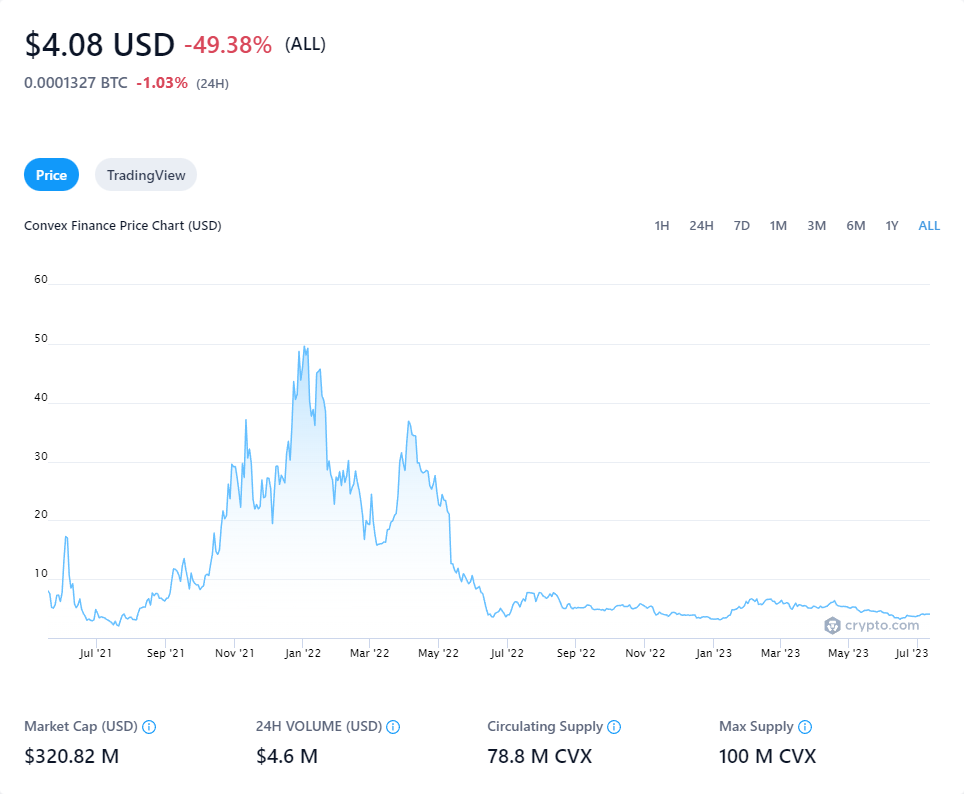 $4.08 USD -49.38% (ALL)
0.0001327 BTC -1.03% (24H)
Price TradingView
Convex Finance Price Chart (USD) 1H 24H 7D 1M 3M 6M 1Y ALL
60
50
40
30
20
10
crypto.com
Jul '21 Sep '21 Nov '21 Jan '22 Mar '22 May '22 Jul '22 Sep '22 Nov '22 Jan '23 Mar '23 May '23 Jul '23
Market Cap (USD) 24H VOLUME (USD) Circulating Supply Max Supply
$320.82 M $4.6 M 78.8 M CVX 100 M CVX